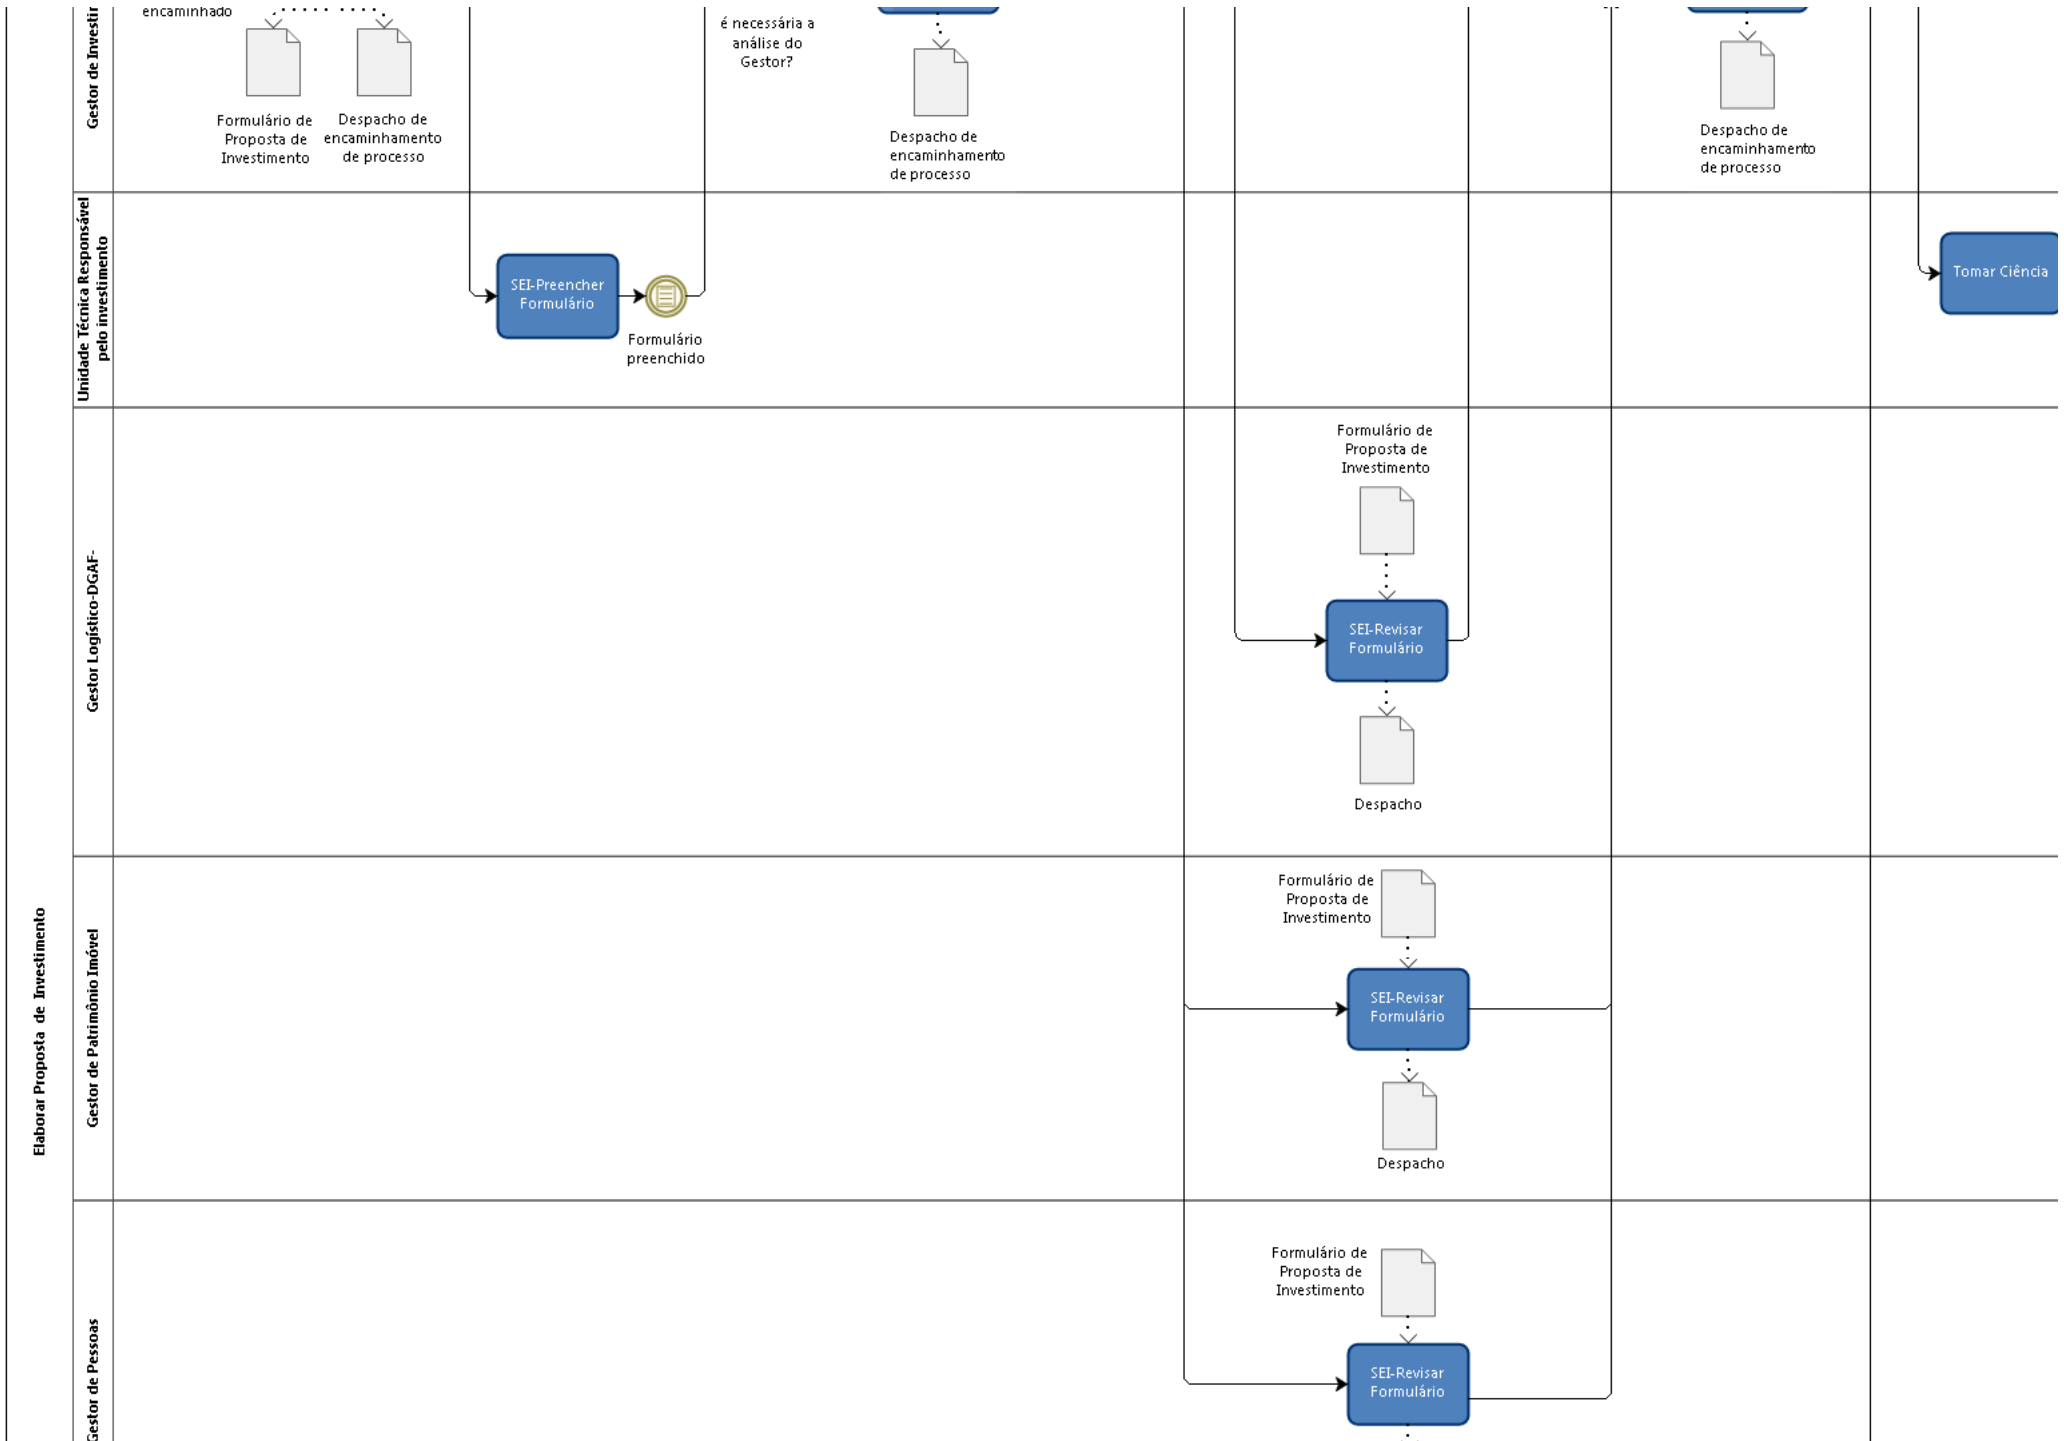 encaminhado
Formulário de
Proposta de
Investimento
Despacho de
encaminhamento
de processo
é necessária a
análise do
Gestor?
Despacho de
encaminhamento
de processo
Despacho de
encaminhamento
de processo
Gestor de
Unidade Técnica Responsável
pelo investimento
SEI-Preencher
Formulário
Formulário
preenchido
Tomar Ciência
Gestor Logístico-DGAF-
Formulário de
Proposta de
Investimento
SEI-Revisar
Formulário
Despacho
Elaborar Proposta de Investimento
Gestor de Patrimônio Imóvel
Formulário de
Proposta de
Investimento
SEI-Revisar
Formulário
Despacho
Gestor de Pessoas
Formulário de
Proposta de
Investimento
SEI-Revisar
Formulário